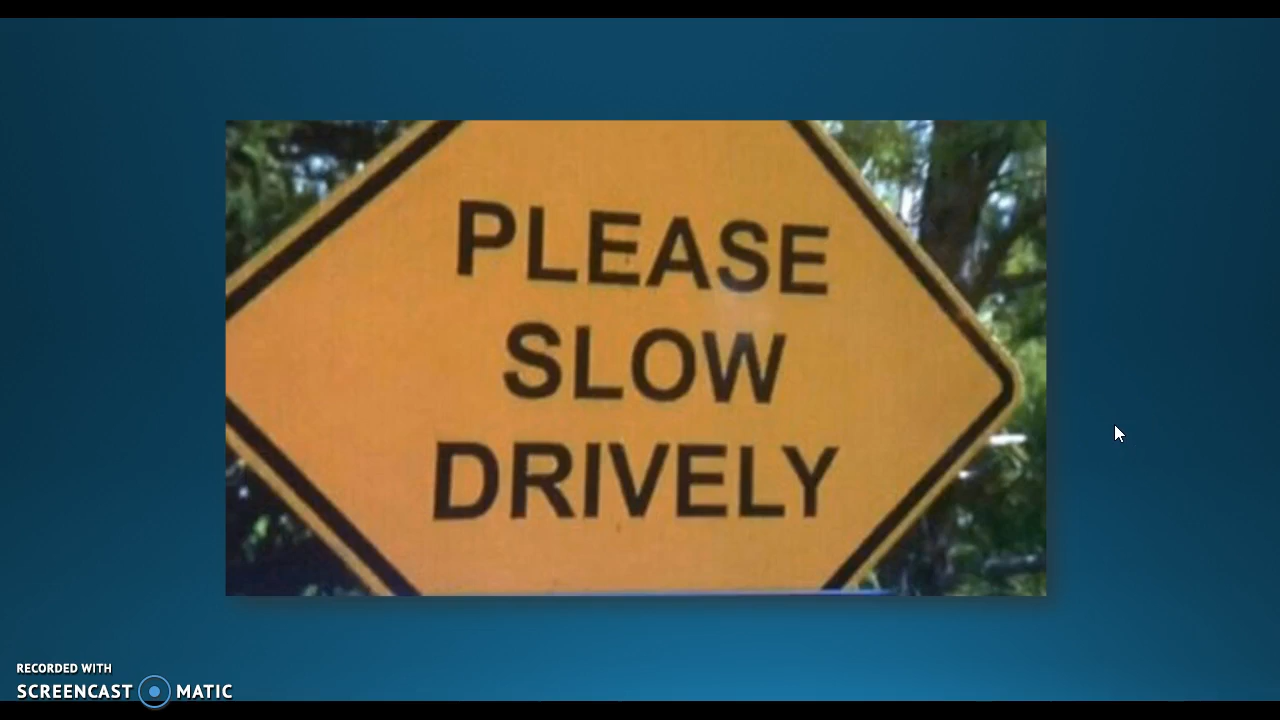 PLEASE
SLOW
DRIVELY
RECORDED WITH
SCREENCAST MATIC